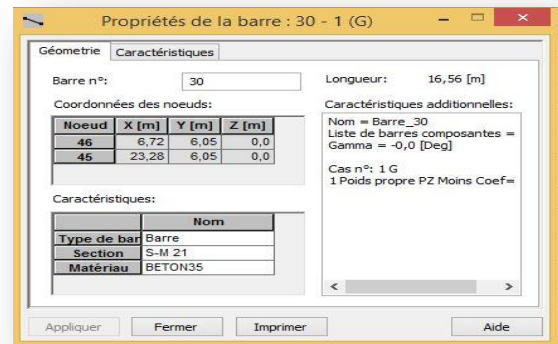 Propriétés de la barre : 30 - 1 (G)
Géometrie Caractéristiques
Barre n°: 30
Longueur: 16,56 [m]
Coordonnées des noeuds:
Noeud X [m] Y [m] Z [m]
46 6,72 6,05 0,0
45 23,28 6,05 0,0
Caractéristiques:
Nom
Type de bar Barre
Section S-M 21
Matériau BETON35
Caractéristiques additionnelles:
Nom = Barre_30
Liste de barres composantes =
Gamma = -0,0 [Deg]
Cas n°: 1 G
1 Poids propre PZ Moins Coef=
Appliquer Fermer Imprimer Aide